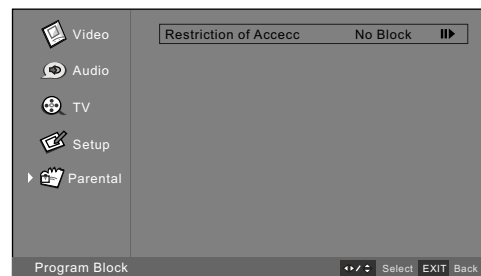 Video
Restriction of Accecc No Block
Audio
TV
Setup
Parental
Program Block
Select EXIT Back